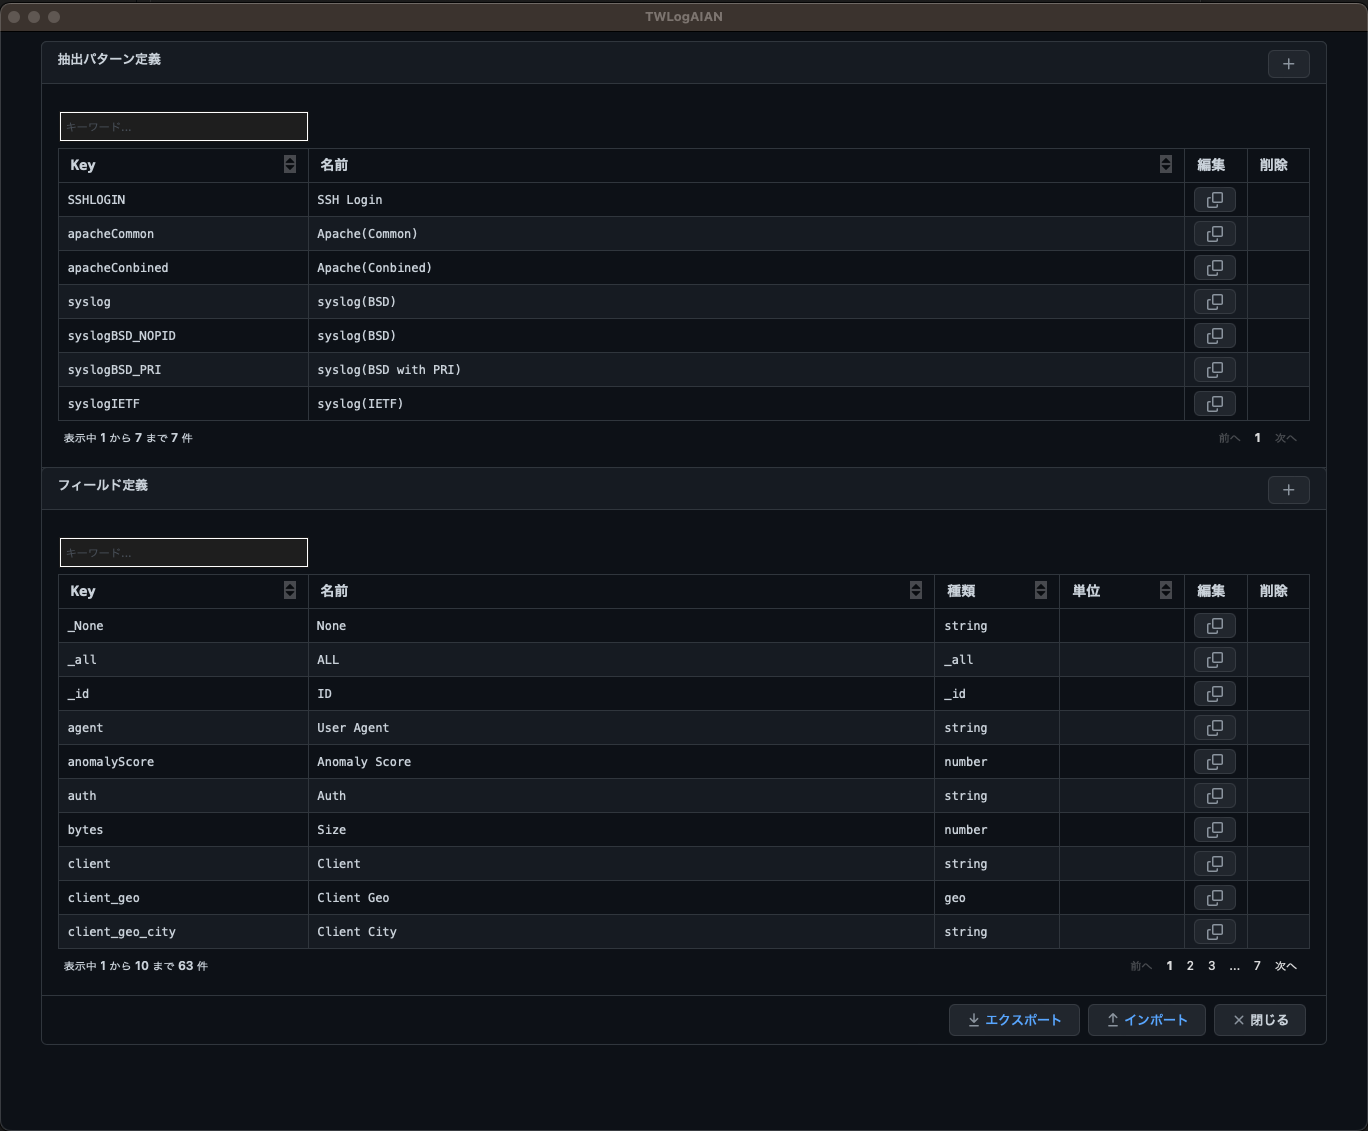 TWLogAIAN
抽出パターン定義
キーワード...
Key 名前 編集 削除
SSHLOGIN SSH Login
apacheCommon Apache(Common)
apacheConbined Apache(Conbined)
syslog syslog(BSD)
syslogBSD_NOPID syslog(BSD)
syslogBSD_PRI syslog(BSD with PRI)
syslogIETF syslog(IETF)
表示中 1 から 7 まで 7 件 前へ 1 次へ
フィールド定義
キーワード...
Key 名前 種類 単位 編集 削除
_None None string
_all ALL _all
_id ID _id
agent User Agent string
anomalyScore Anomaly Score number
auth Auth string
bytes Size number
client Client string
client_geo Client Geo geo
client_geo_city Client City string
表示中 1 から 10 まで 63 件 前へ 1 2 3 ... 7 次へ
エクスポート インポート 閉じる